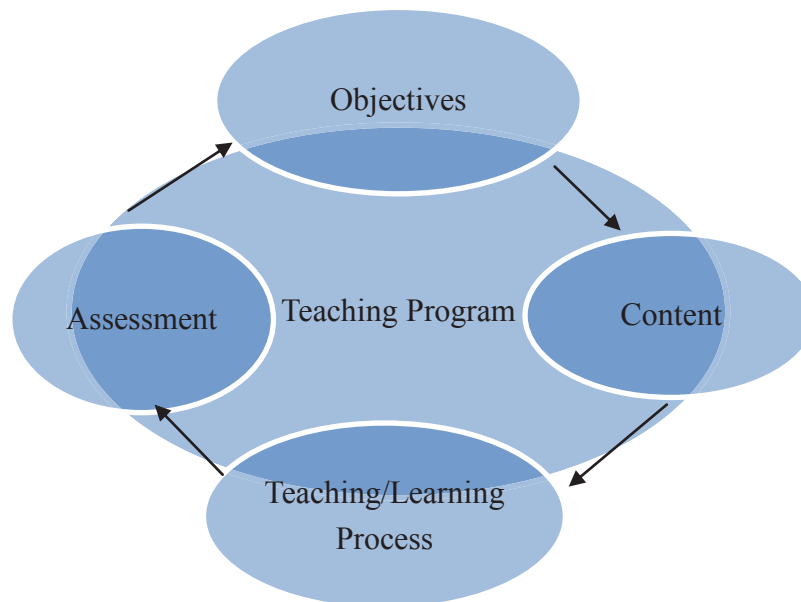 Objectives
Assessment
Teaching Program
Content
Teaching/Learning
Process